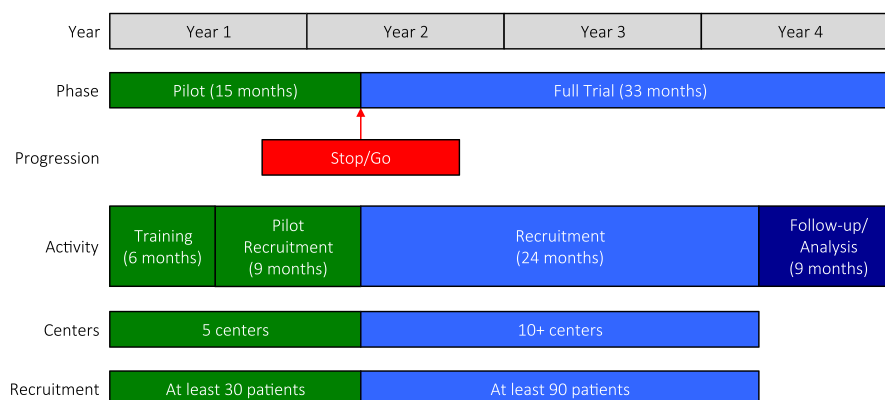 Year
Year 1
Year 2
Year 3
Year 4
Phase
Pilot (15 months)
Full Trial (33 months)
Progression
Stop/Go
Activity
Training
(6 months)
Pilot
Recruitment
(9 months)
Recruitment
(24 months)
Follow-up/
Analysis
(9 months)
Centers
5 centers
10+ centers
Recruitment
At least 30 patients
At least 90 patients